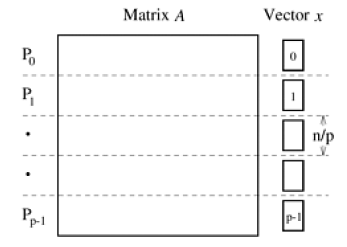 Matrix A Vector x
P0 0
P1 1
• n/p
•
Pp-1 p-1